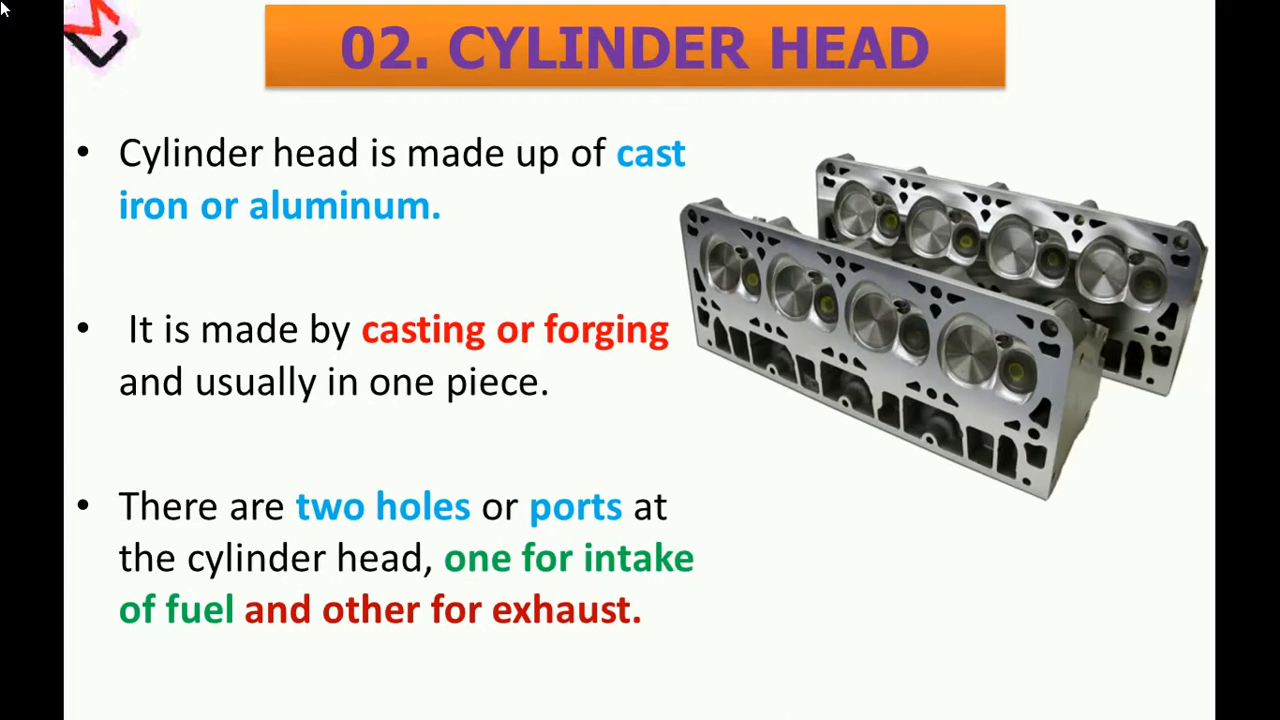 02. CYLINDER HEAD
• Cylinder head is made up of cast
iron or aluminum.
• It is made by casting or forging
and usually in one piece.
• There are two holes or ports at
the cylinder head, one for intake
of fuel and other for exhaust.